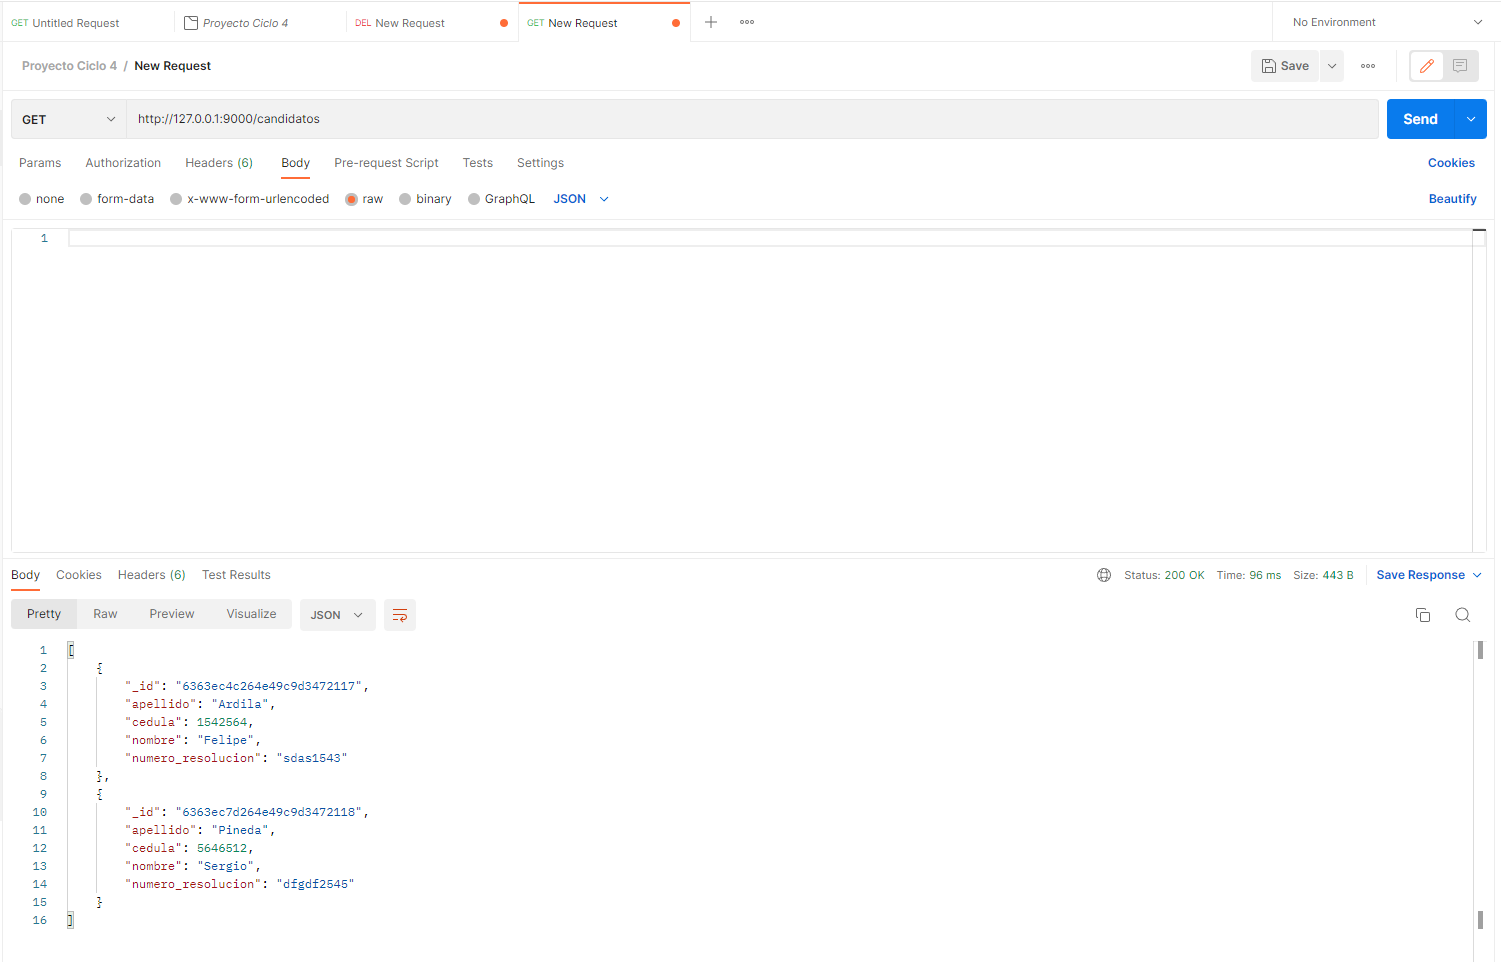 GET Untitled Request Proyecto Ciclo 4 DEL New Request GET New Request No Environment
Proyecto Ciclo 4 / New Request Save
GET http://127.0.0.1:9000/candidatos Send
Params Authorization Headers (6) Body Pre-request Script Tests Settings Cookies
none form-data x-www-form-urlencoded raw binary GraphQL JSON Beautify
1
Body Cookies Headers (6) Test Results Status: 200 OK Time: 96 ms Size: 443 B Save Response
Pretty Raw Preview Visualize JSON
1 [
2 {
3 "_id": "6363ec4c264e49c9d3472117",
4 "apellido": "Ardila",
5 "cedula": 1542564,
6 "nombre": "Felipe",
7 "numero_resolucion": "sdas1543"
8 },
9 {
10 "_id": "6363ec7d264e49c9d3472118",
11 "apellido": "Pineda",
12 "cedula": 5646512,
13 "nombre": "Sergio",
14 "numero_resolucion": "dfgdf2545"
15 }
16 ]